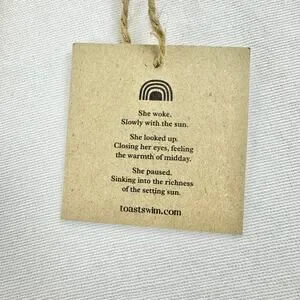 She woke.
Slowly with the sun.
She looked up.
Closing her eyes, feeling
the warmth of midday.
She paused.
Sinking into the richness
of the setting sun.
toastswim.com